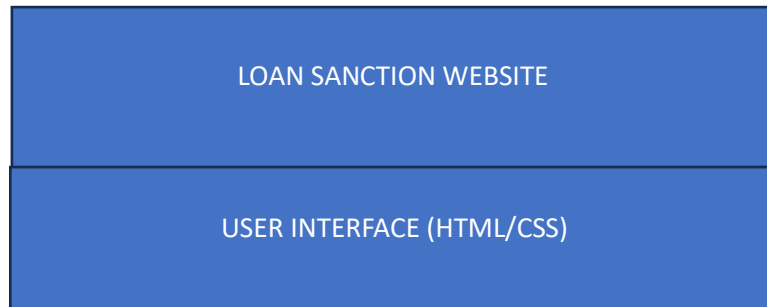 LOAN SANCTION WEBSITE
USER INTERFACE (HTML/CSS)